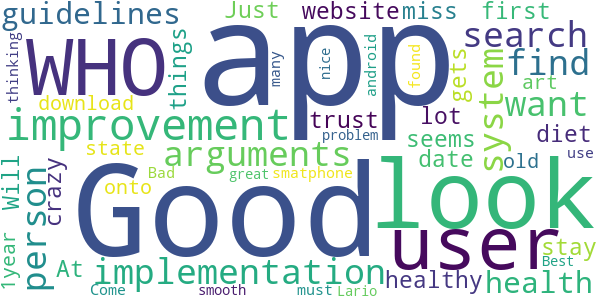 guidelines
Just
website
miss
first
WHO
app
search
thinking
things
many
nice
android
found
gets
find
download
art
want
improvement
trust
lot
system
problem
state
arguments
seems
diet
date
old
use
Will
person
crazy
onto
Bad
great
smatphone
Good
look
1year
user
stay
At
implementation
healthy
health
Best
Come
smooth
must
Lario